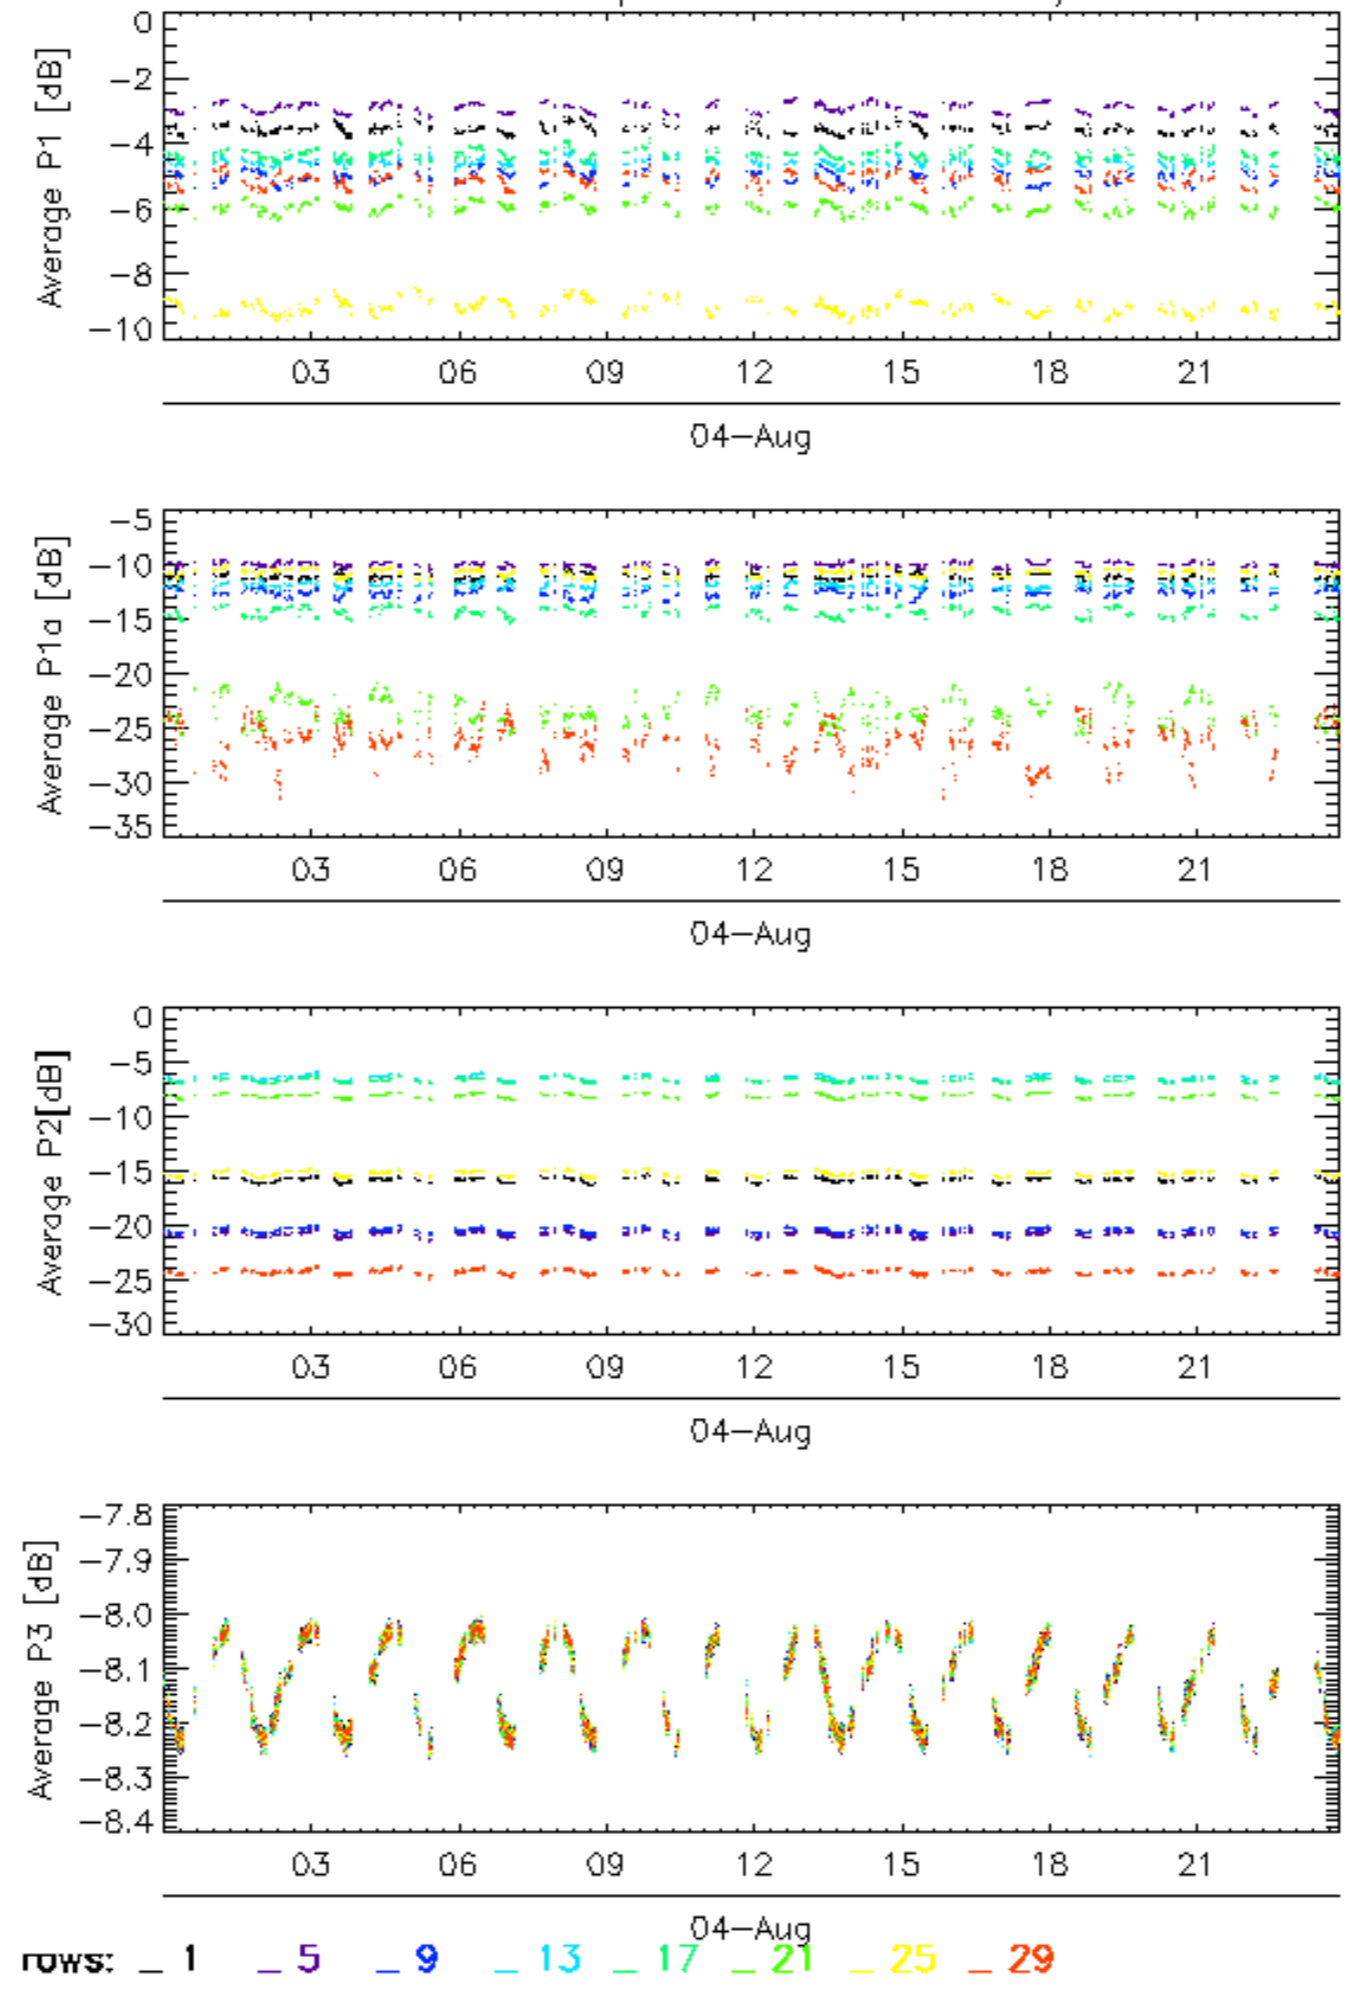 Average P1 [dB]
0
−2
−4
−6
−8
−10
03 06 09 12 15 18 21
04−Aug
Average P1a [dB]
−5
−10
−15
−20
−25
−30
−35
03 06 09 12 15 18 21
04−Aug
Average P2[dB]
0
−5
−10
−15
−20
−25
−30
03 06 09 12 15 18 21
04−Aug
Average P3 [dB]
−7.8
−7.9
−8.0
−8.1
−8.2
−8.3
−8.4
03 06 09 12 15 18 21
04−Aug
rows: _ 1 _ 5 _ 9 _ 13 _ 17 _ 21 _ 25 _ 29